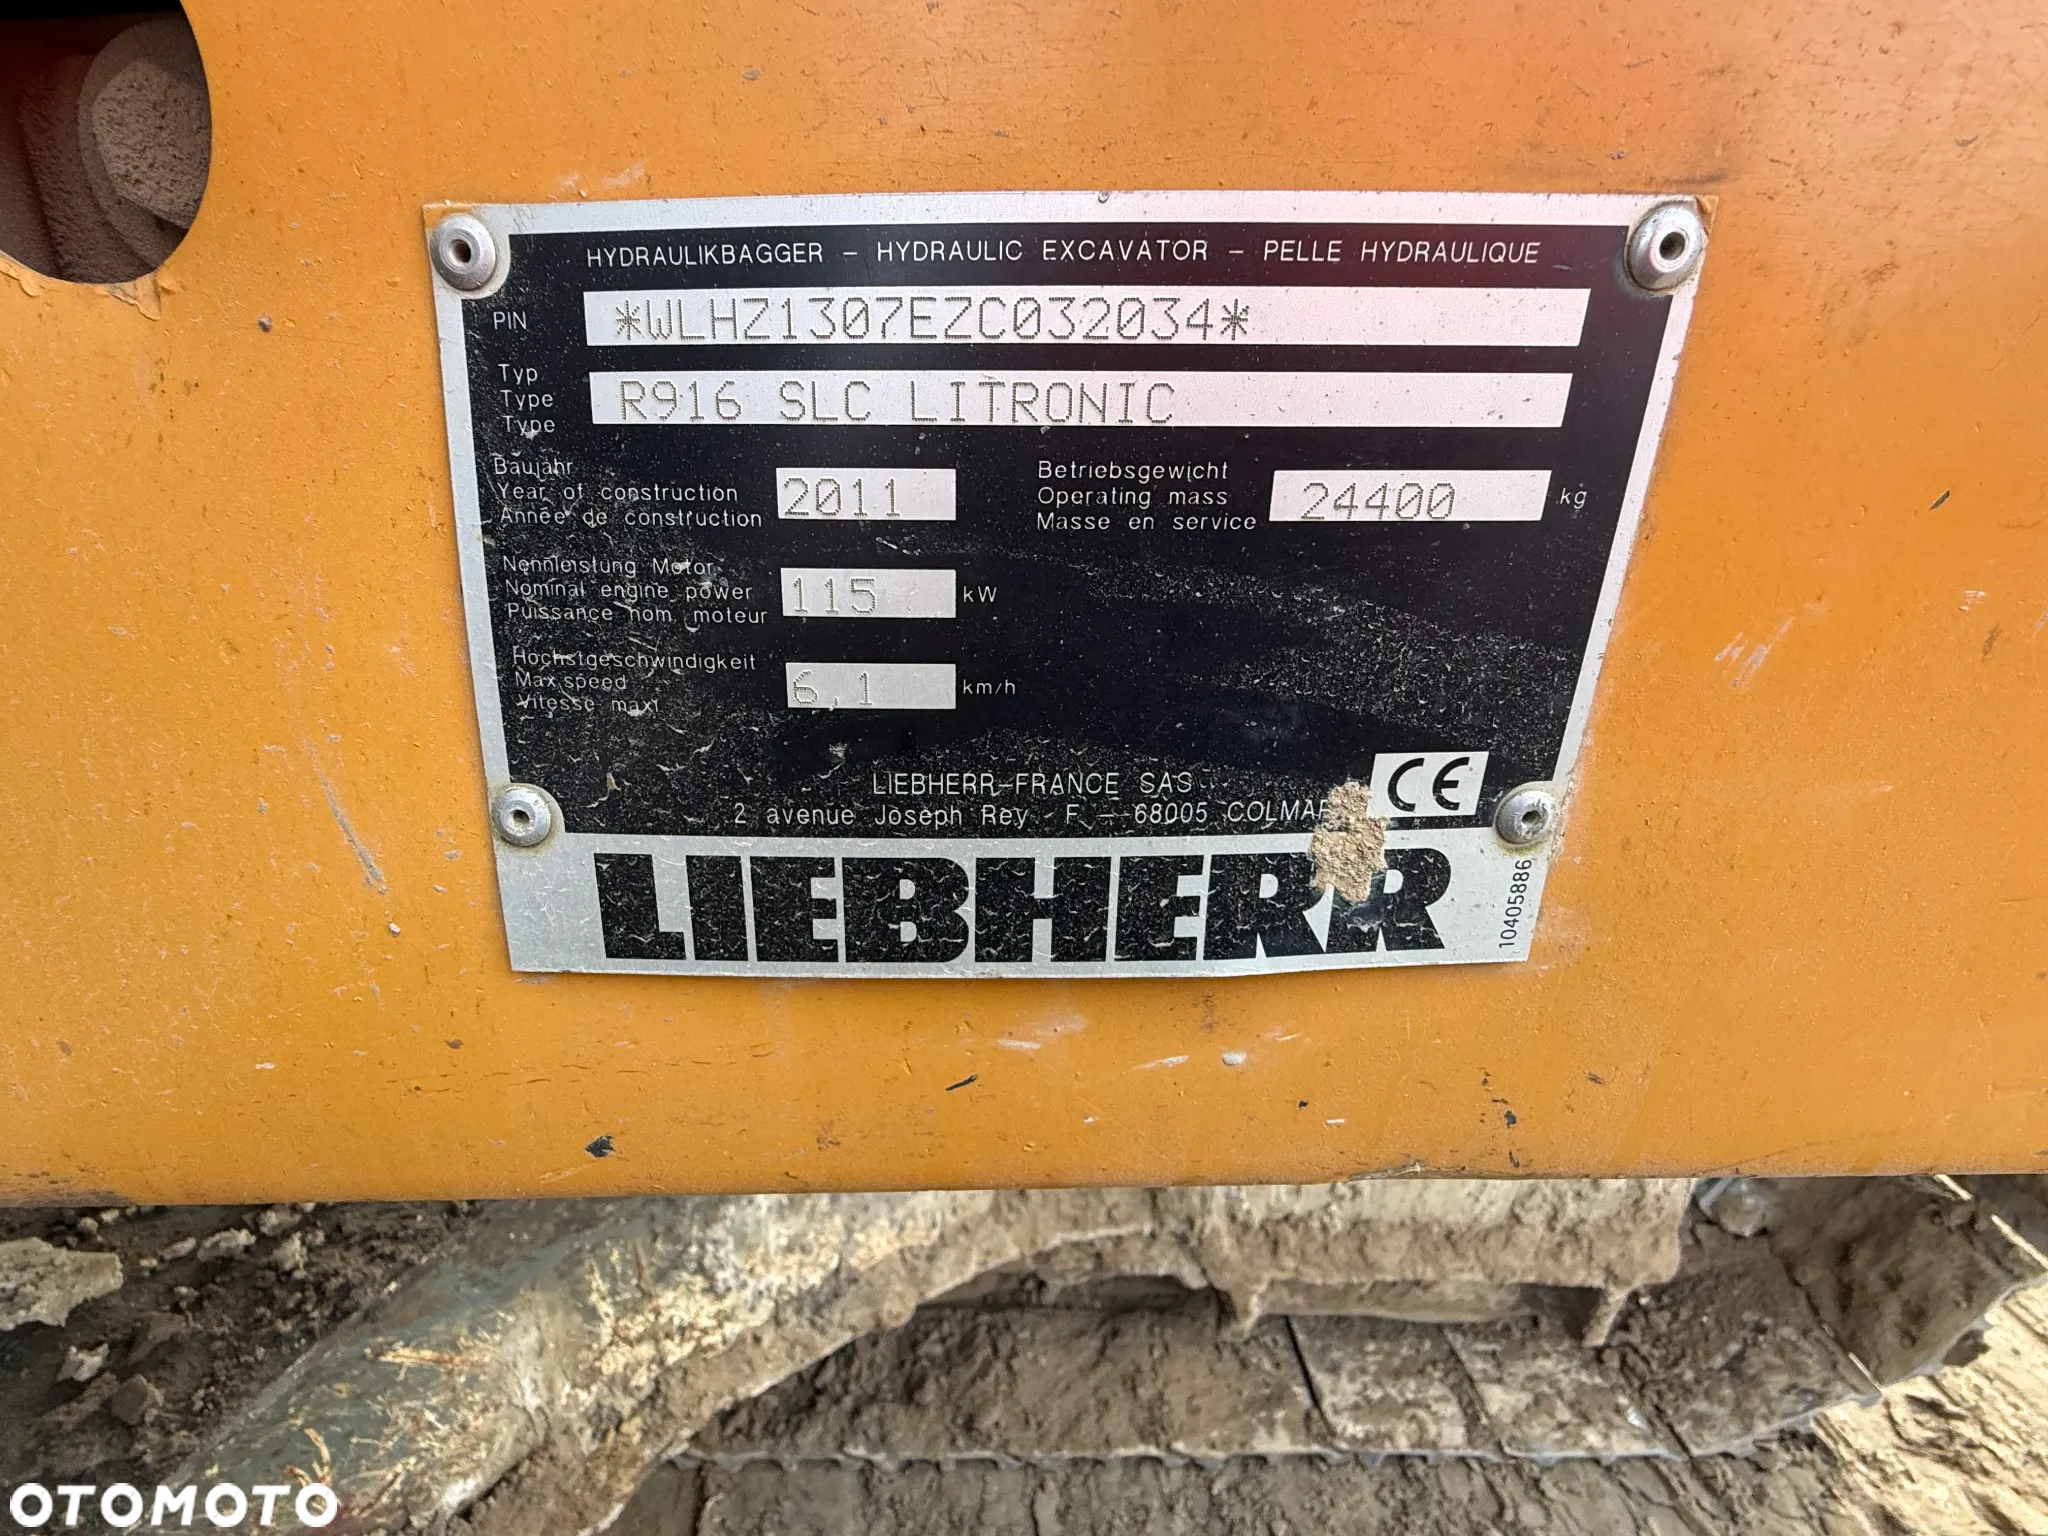 HYDRAULIKBAGGER – HYDRAULIC EXCAVATOR – PELLE HYDRAULIQUE
PIN *WLHZ1307EZC032034*
Typ
Type R916 SLC LITRONIC
Type
Baujahr
Year of construction 2011
Année de construction
Betriebsgewicht
Operating mass 24400 kg
Masse en service
Nennleistung Motor
Nominal engine power 115 kW
Puissance nom. moteur
Höchstgeschwindigkeit
Max speed 6,1 km/h
Vitesse maxi
LIEBHERR-FRANCE SAS
2 avenue Joseph Rey F – 68005 COLMAR
CE
LIEBHERR
10405886
OTOMOTO